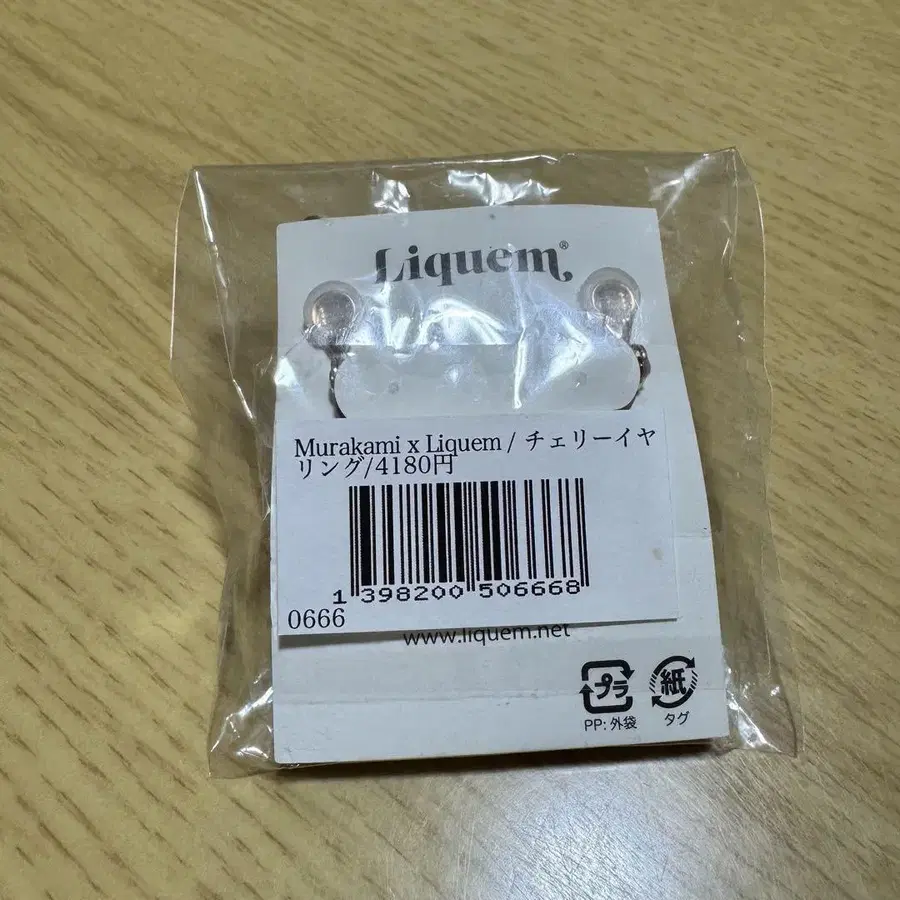 Liquem®
Murakami x Liquem / チェリーイヤ
リング/4180円
1 398200 506668
0666
www.liquem.net
プラ
紙
PP: 外袋
タグ